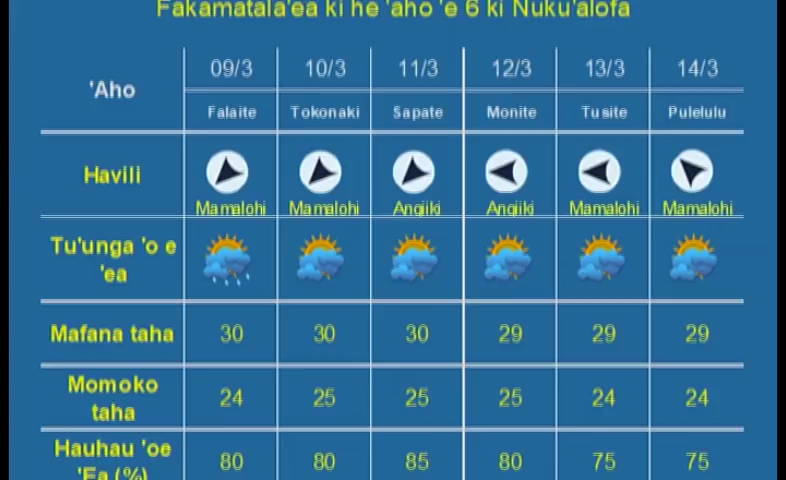 Fakamatala'ea ki he 'aho 'e 6 ki Nuku'alofa
'Aho
09/3 10/3 11/3 12/3 13/3 14/3
Falaite Tokonaki Sapate Monite Tusite Pulelulu
Havili
Mamalohi Mamalohi Angiiki Angiiki Mamalohi Mamalohi
Tu'unga 'o e
'ea
Mafana taha 30 30 30 29 29 29
Momoko
taha
24 25 25 25 24 24
Hauhau 'oe
'Ea (%)
80 80 85 80 75 75